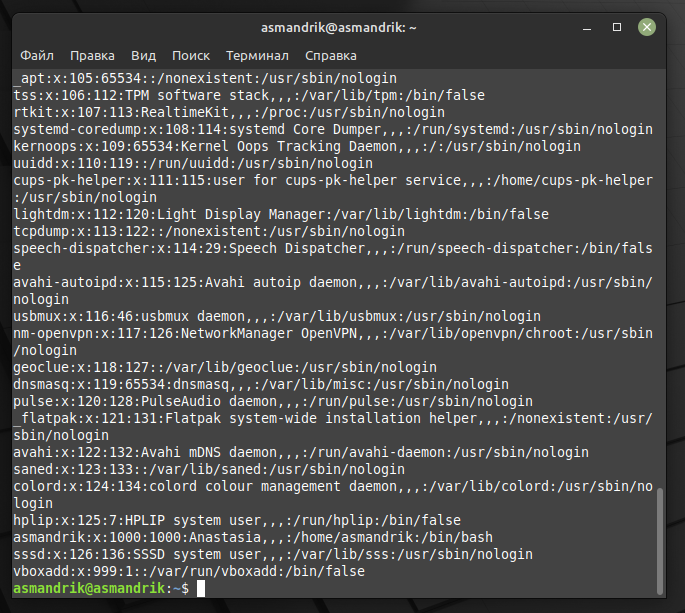 asmandrik@asmandrik: ~
Файл Правка Вид Поиск Терминал Справка
_apt:x:105:65534::/nonexistent:/usr/sbin/nologin
tss:x:106:112:TPM software stack,,,:/var/lib/tpm:/bin/false
rtkit:x:107:113:RealtimeKit,,,:/proc:/usr/sbin/nologin
systemd-coredump:x:108:114:systemd Core Dumper,,,:/run/systemd:/usr/sbin/nologin
kernoops:x:109:65534:Kernel Oops Tracking Daemon,,,:/:/usr/sbin/nologin
uuidd:x:110:119::/run/uuidd:/usr/sbin/nologin
cups-pk-helper:x:111:115:user for cups-pk-helper service,,,:/home/cups-pk-helper
:/usr/sbin/nologin
lightdm:x:112:120:Light Display Manager:/var/lib/lightdm:/bin/false
tcpdump:x:113:122::/nonexistent:/usr/sbin/nologin
speech-dispatcher:x:114:29:Speech Dispatcher,,,:/run/speech-dispatcher:/bin/fals
e
avahi-autoipd:x:115:125:Avahi autoip daemon,,,:/var/lib/avahi-autoipd:/usr/sbin/
nologin
usbmux:x:116:46:usbmux daemon,,,:/var/lib/usbmux:/usr/sbin/nologin
nm-openvpn:x:117:126:NetworkManager OpenVPN,,,:/var/lib/openvpn/chroot:/usr/sbin
/nologin
geoclue:x:118:127::/var/lib/geoclue:/usr/sbin/nologin
dnsmasq:x:119:65534:dnsmasq,,,:/var/lib/misc:/usr/sbin/nologin
pulse:x:120:128:PulseAudio daemon,,,:/run/pulse:/usr/sbin/nologin
_flatpak:x:121:131:Flatpak system-wide installation helper,,,:/nonexistent:/usr/
sbin/nologin
avahi:x:122:132:Avahi mDNS daemon,,,:/run/avahi-daemon:/usr/sbin/nologin
saned:x:123:133::/var/lib/saned:/usr/sbin/nologin
colord:x:124:134:colord colour management daemon,,,:/var/lib/colord:/usr/sbin/no
login
hplip:x:125:7:HPLIP system user,,,:/run/hplip:/bin/false
asmandrik:x:1000:1000:Anastasia,,,:/home/asmandrik:/bin/bash
sssd:x:126:136:SSSD system user,,,:/var/lib/sss:/usr/sbin/nologin
vboxadd:x:999:1::/var/run/vboxadd:/bin/false
asmandrik@asmandrik:~$